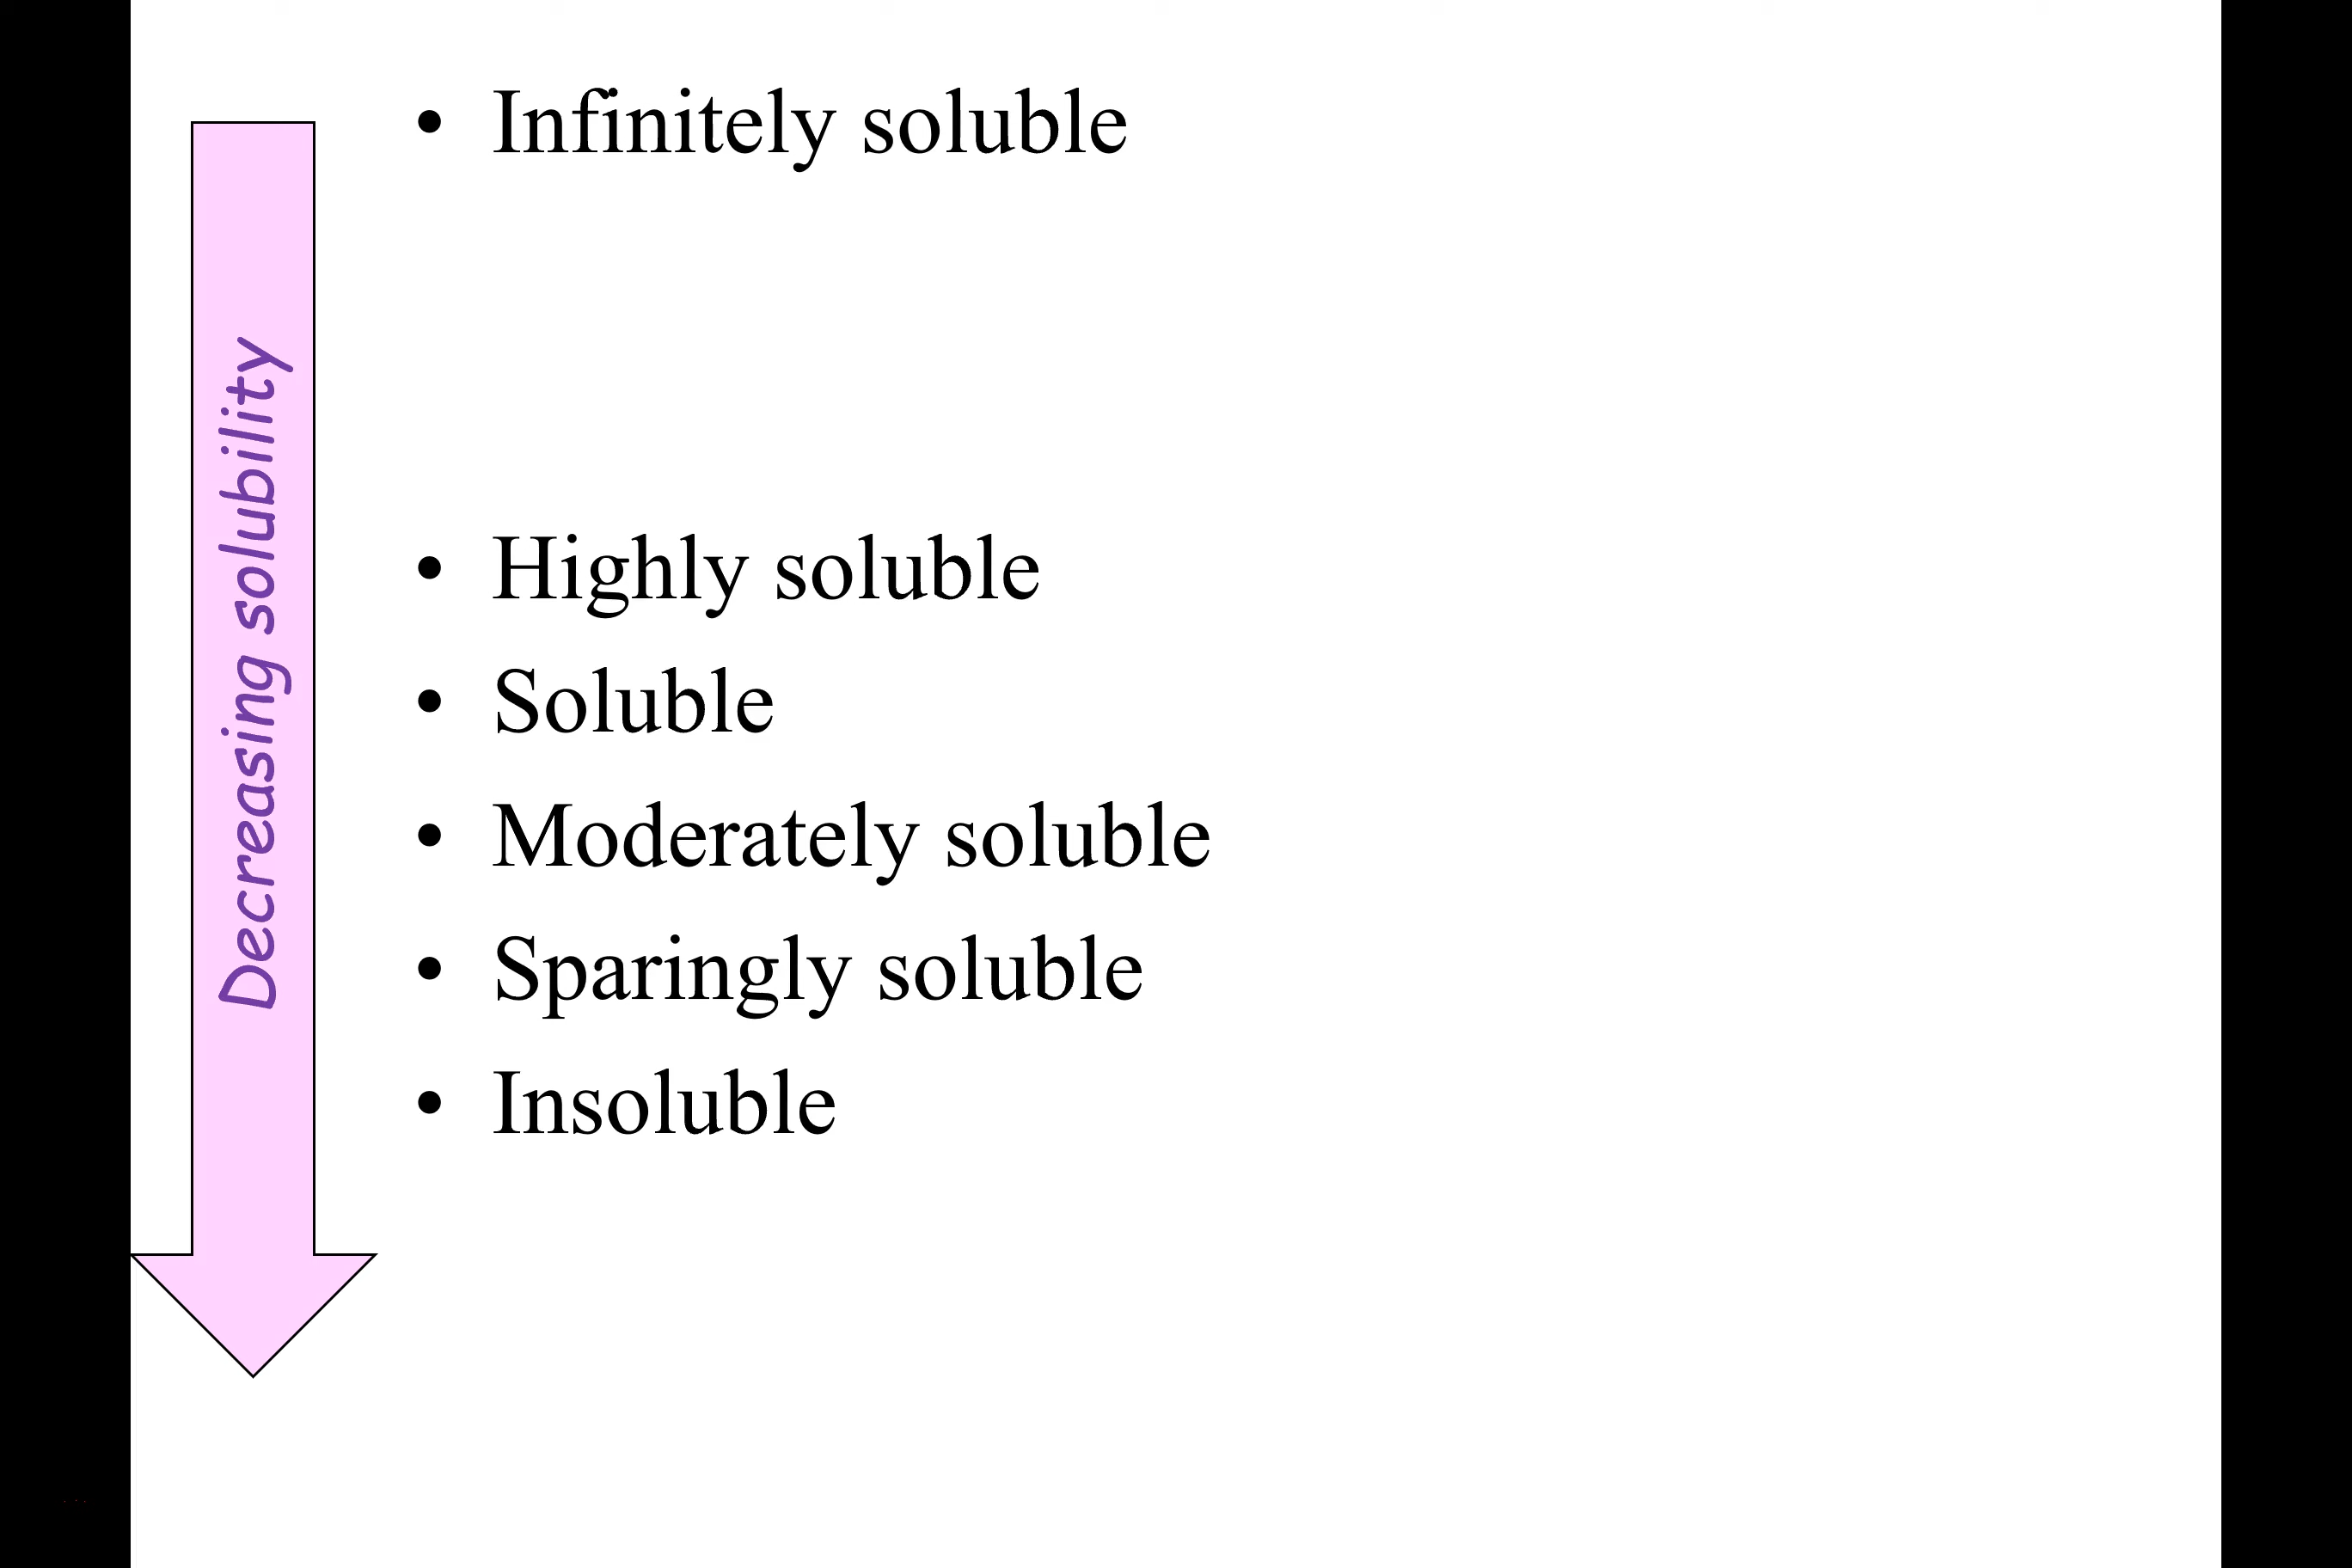 • Infinitely soluble
Decreasing solubility
• Highly soluble
• Soluble
• Moderately soluble
• Sparingly soluble
• Insoluble